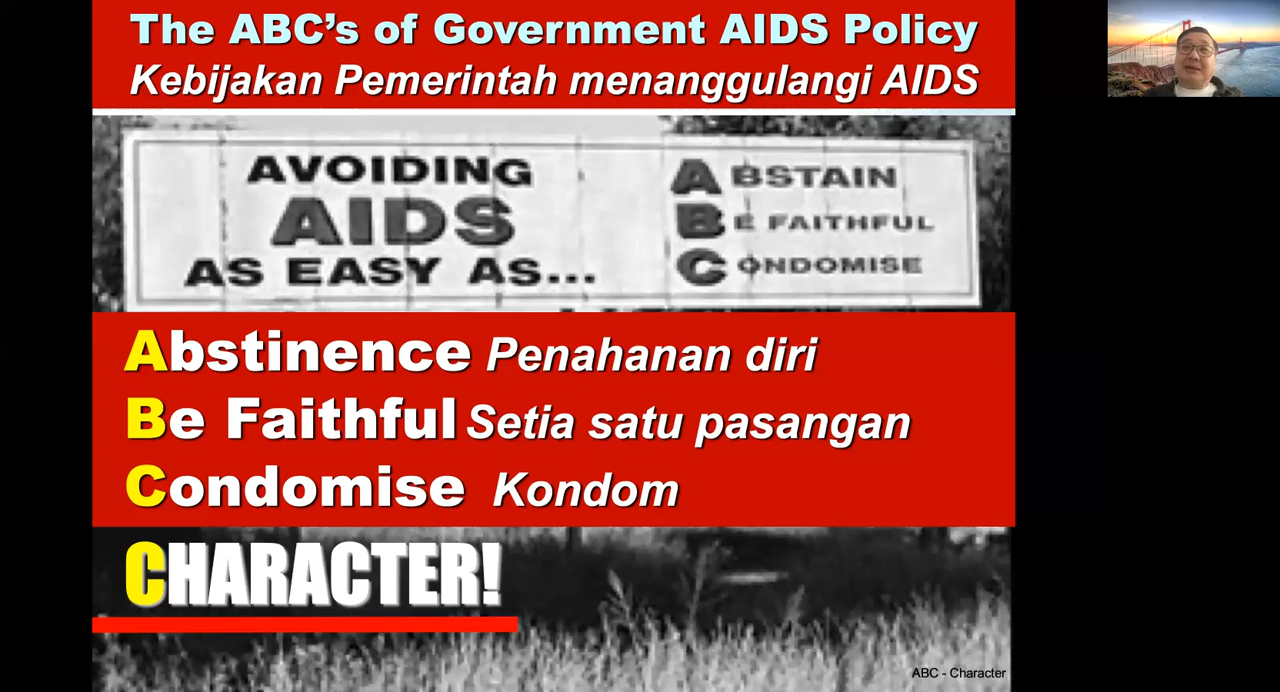 The ABC's of Government AIDS Policy
Kebijakan Pemerintah menanggulangi AIDS
AVOIDING
AIDS
AS EASY AS...
ABSTAIN
BE FAITHFUL
CONDOMISE
Abstinence Penahanan diri
Be Faithful Setia satu pasangan
Condomise Kondom
CHARACTER!
ABC - Character